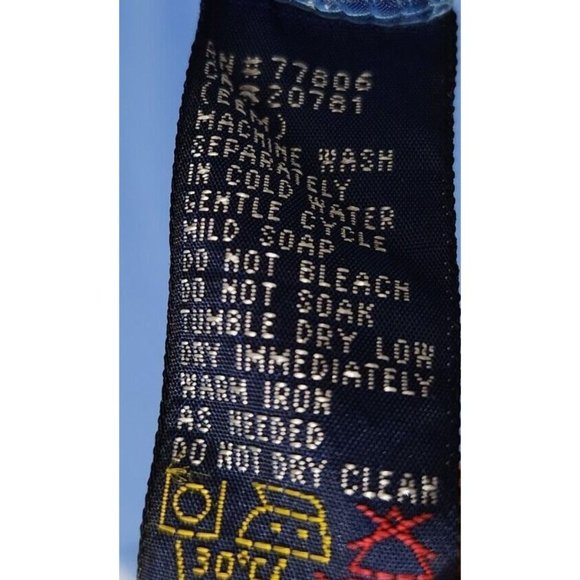 RN # 77806
CA # 20781
(BBM)
MACHINE WASH
SEPARATELY
IN COLD WATER
GENTLE CYCLE
MILD SOAP
DO NOT BLEACH
DO NOT SOAK
TUMBLE DRY LOW
DRY IMMEDIATELY
WARM IRON
AS NEEDED
DO NOT DRY CLEAN
30°C